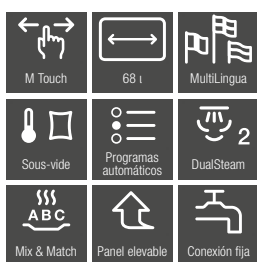 M Touch
68 l
MultiLingua
Sous-vide
Programas
automáticos
2
DualSteam
ABC
Mix & Match
Panel elevable
Conexión fija